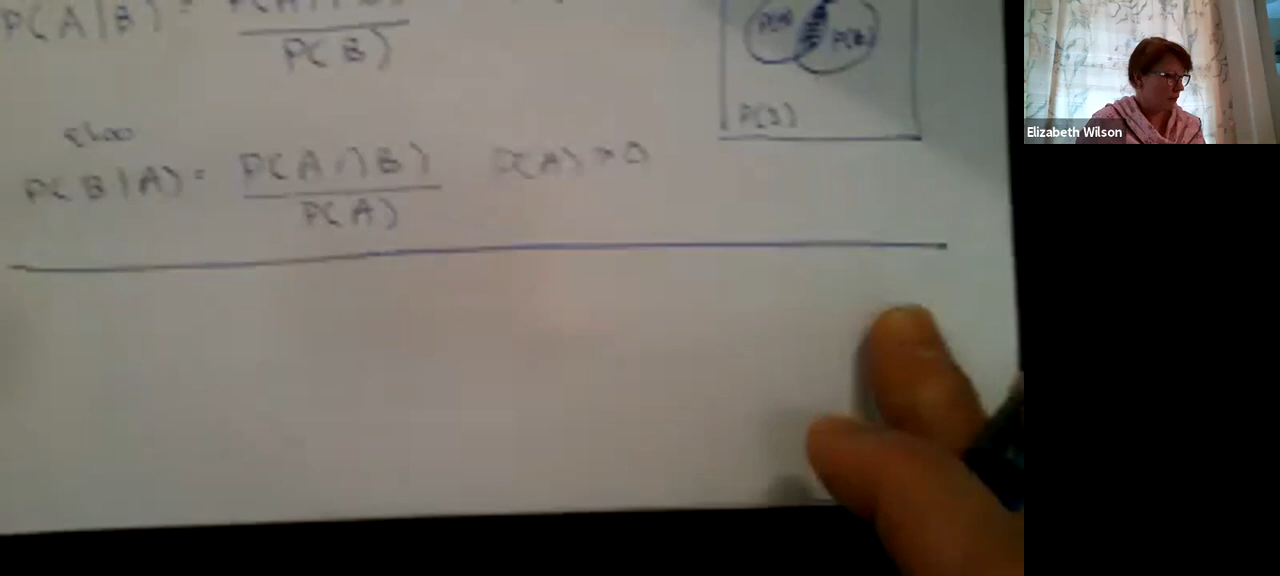 P(A|B) = P(A∩B)
P(B)
P(A) P(B)
P(S)
Also
P(B|A) = P(A∩B) P(A) > 0
P(A)
Elizabeth Wilson